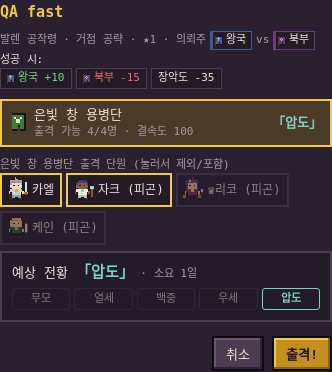 QA fast
발렌 공작령 · 거점 공략 · ★1 · 의뢰주 왕국 vs 북부
성공 시:
왕국 +10 북부 -15 장악도 -35
은빛 창 용병단 「압도」
출격 가능 4/4명 · 결속도 100
은빛 창 용병단 출격 단원 (눌러서 제외/포함)
카엘 자크 (피곤) ♛리코 (피곤)
케인 (피곤)
예상 전황 「압도」 · 소요 1일
무모 열세 백중 우세 압도
취소 출격!